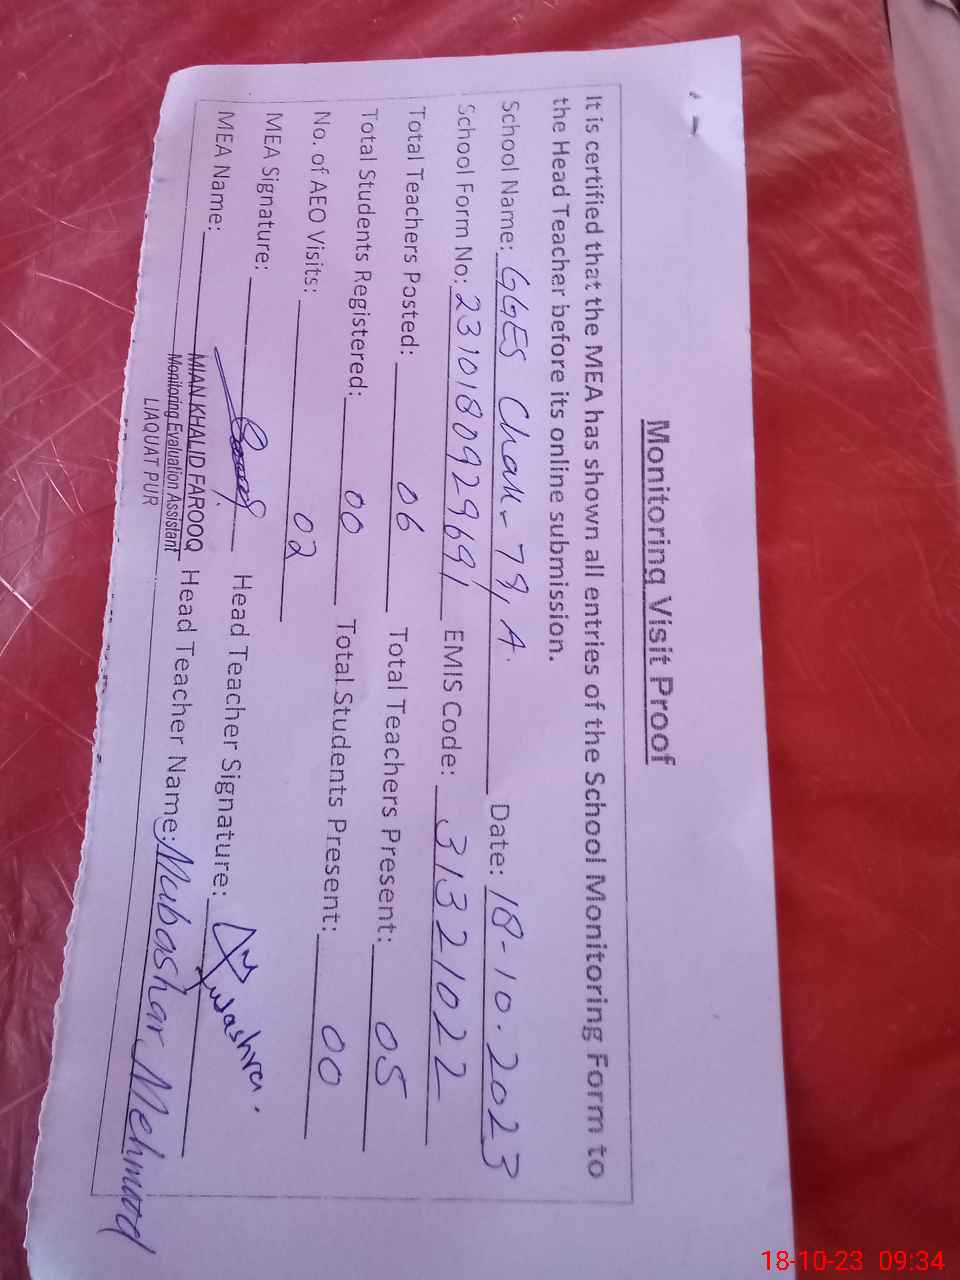 Monitoring Visit Proof
It is certified that the MEA has shown all entries of the School Monitoring Form to
the Head Teacher before its online submission.
School Name: GGES Chak 79, A. Date: 18-10-2023
School Form No: 2310180929691 EMIS Code: 31321022
Total Teachers Posted: 06 Total Teachers Present: 05
Total Students Registered: 00 Total Students Present: 00
No. of AEO Visits: 02
MEA Signature: Head Teacher Signature:
MEA Name: MIAN KHALID FAROOQ Head Teacher Name: Mubashar Mehmood
Monitoring Evaluation Assistant
LIAQUAT PUR
18-10-23 09:34